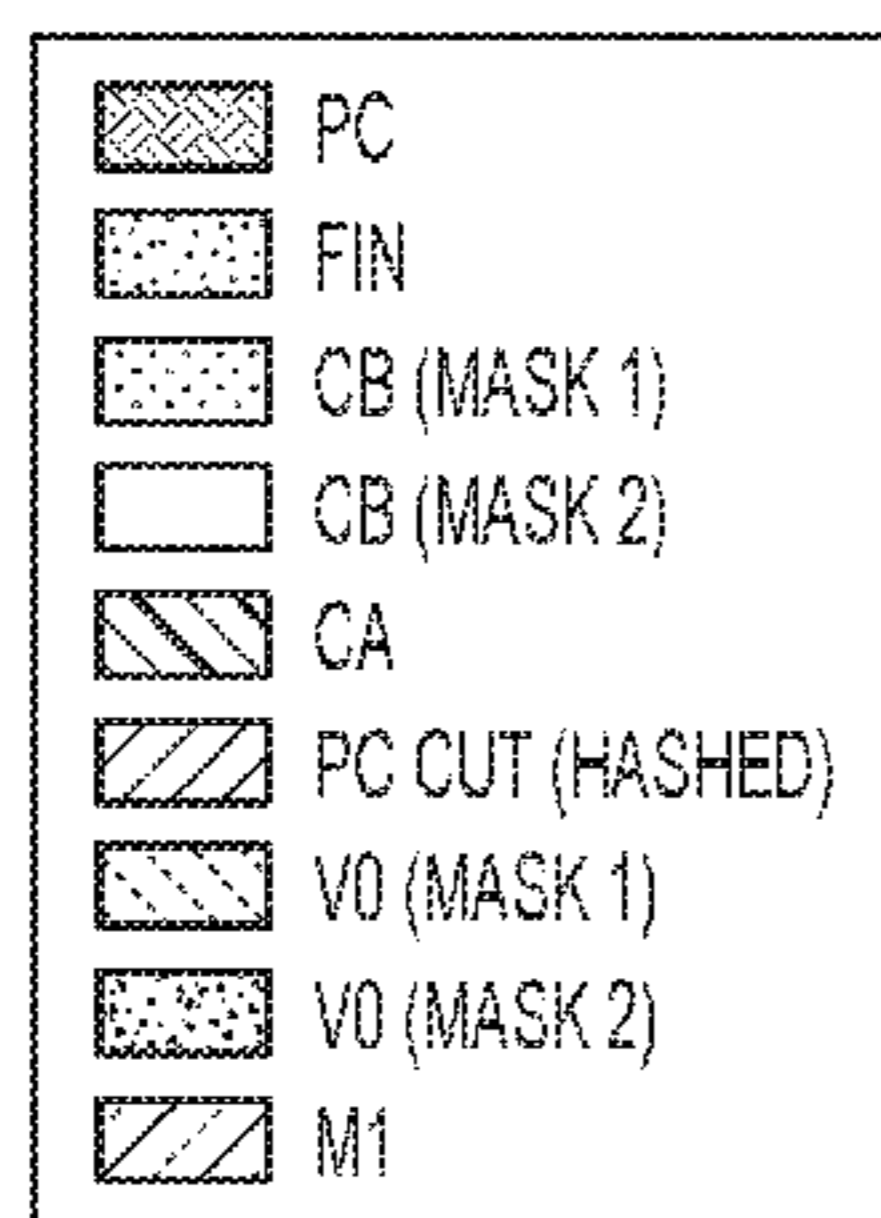 PC
FIN
CB (MASK 1)
CB (MASK 2)
CA
PC CUT (HASHED)
V0 (MASK 1)
V0 (MASK 2)
M1